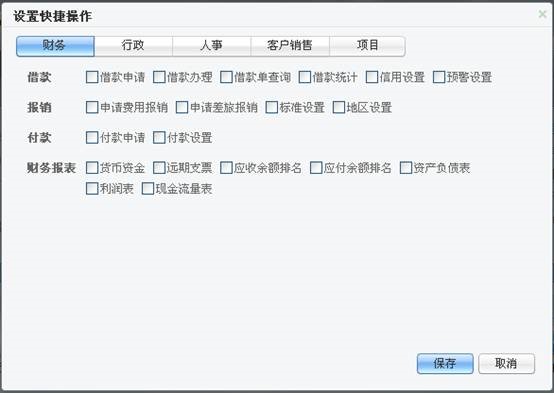 设置快捷操作
财务 行政 人事 客户销售 项目
借款 借款申请 借款办理 借款单查询 借款统计 信用设置 预警设置
报销 申请费用报销 申请差旅报销 标准设置 地区设置
付款 付款申请 付款设置
财务报表 货币资金 远期支票 应收余额排名 应付余额排名 资产负债表
利润表 现金流量表
保存 取消